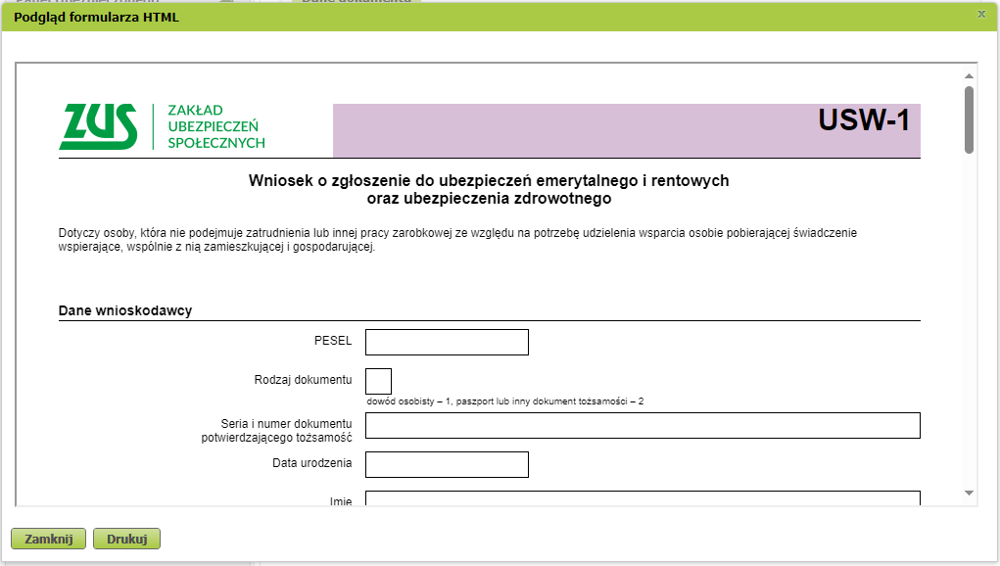 Podgląd formularza HTML
x
ZUS
ZAKŁAD
UBEZPIECZEŃ
SPOŁECZNYCH
USW-1
Wniosek o zgłoszenie do ubezpieczeń emerytalnego i rentowych
oraz ubezpieczenia zdrowotnego
Dotyczy osoby, która nie podejmuje zatrudnienia lub innej pracy zarobkowej ze względu na potrzebę udzielenia wsparcia osobie pobierającej świadczenie
wspierające, wspólnie z nią zamieszkującej i gospodarującej.
Dane wnioskodawcy
PESEL
Rodzaj dokumentu
dowód osobisty – 1, paszport lub inny dokument tożsamości – 2
Seria i numer dokumentu
potwierdzającego tożsamość
Data urodzenia
Imię
Zamknij
Drukuj